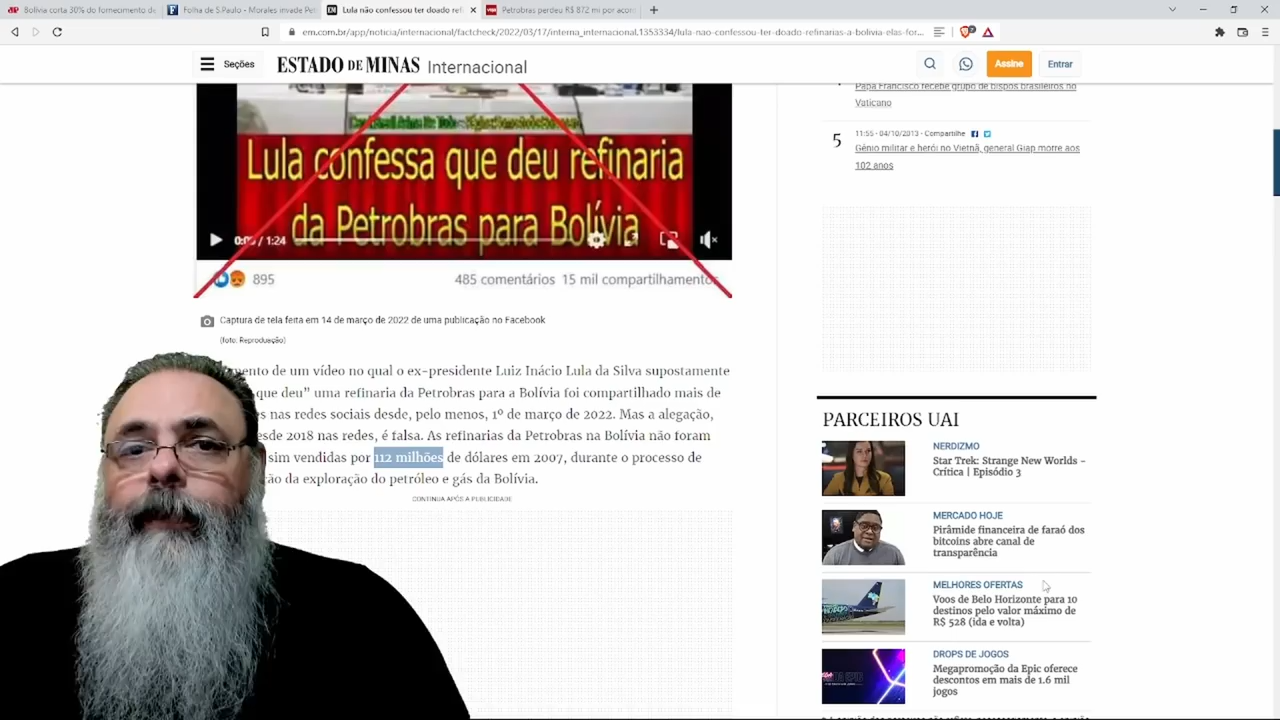 Bolívia corta 30% do fornecimento de
Folha de S.Paulo - Morales invade Pet
Lula não confessou ter doado refi
Petrobras perdeu R$ 872 mi por acor
em.com.br/app/noticia/internacional/factcheck/2022/03/17/interna_internacional,1353334/lula-nao-confessou-ter-doado-refinarias-a-bolivia-elas-for...
Seções
ESTADO DE MINAS Internacional
Assine
Entrar
Papa Francisco recebe grupo de bispos brasileiros no
Vaticano
5
11:55 - 04/10/2013 - Compartilhe
Gênio militar e herói no Vietnã, general Giap morre aos
102 anos
Lula confessa que deu refinaria
da Petrobras para Bolívia
/ 1:24
895
485 comentários 15 mil compartilhamentos
Captura de tela feita em 14 de março de 2022 de uma publicação no Facebook
(foto: Reprodução)
mento de um vídeo no qual o ex-presidente Luiz Inácio Lula da Silva supostamente
que deu” uma refinaria da Petrobras para a Bolívia foi compartilhado mais de
es nas redes sociais desde, pelo menos, 1º de março de 2022. Mas a alegação,
esde 2018 nas redes, é falsa. As refinarias da Petrobras na Bolívia não foram
sim vendidas por 112 milhões de dólares em 2007, durante o processo de
ão da exploração do petróleo e gás da Bolívia.
CONTINUA APÓS A PUBLICIDADE
PARCEIROS UAI
NERDIZMO
Star Trek: Strange New Worlds -
Crítica | Episódio 3
MERCADO HOJE
Pirâmide financeira de faraó dos
bitcoins abre canal de
transparência
MELHORES OFERTAS
Voos de Belo Horizonte para 10
destinos pelo valor máximo de
R$ 528 (ida e volta)
DROPS DE JOGOS
Megapromoção da Epic oferece
descontos em mais de 1.6 mil
jogos